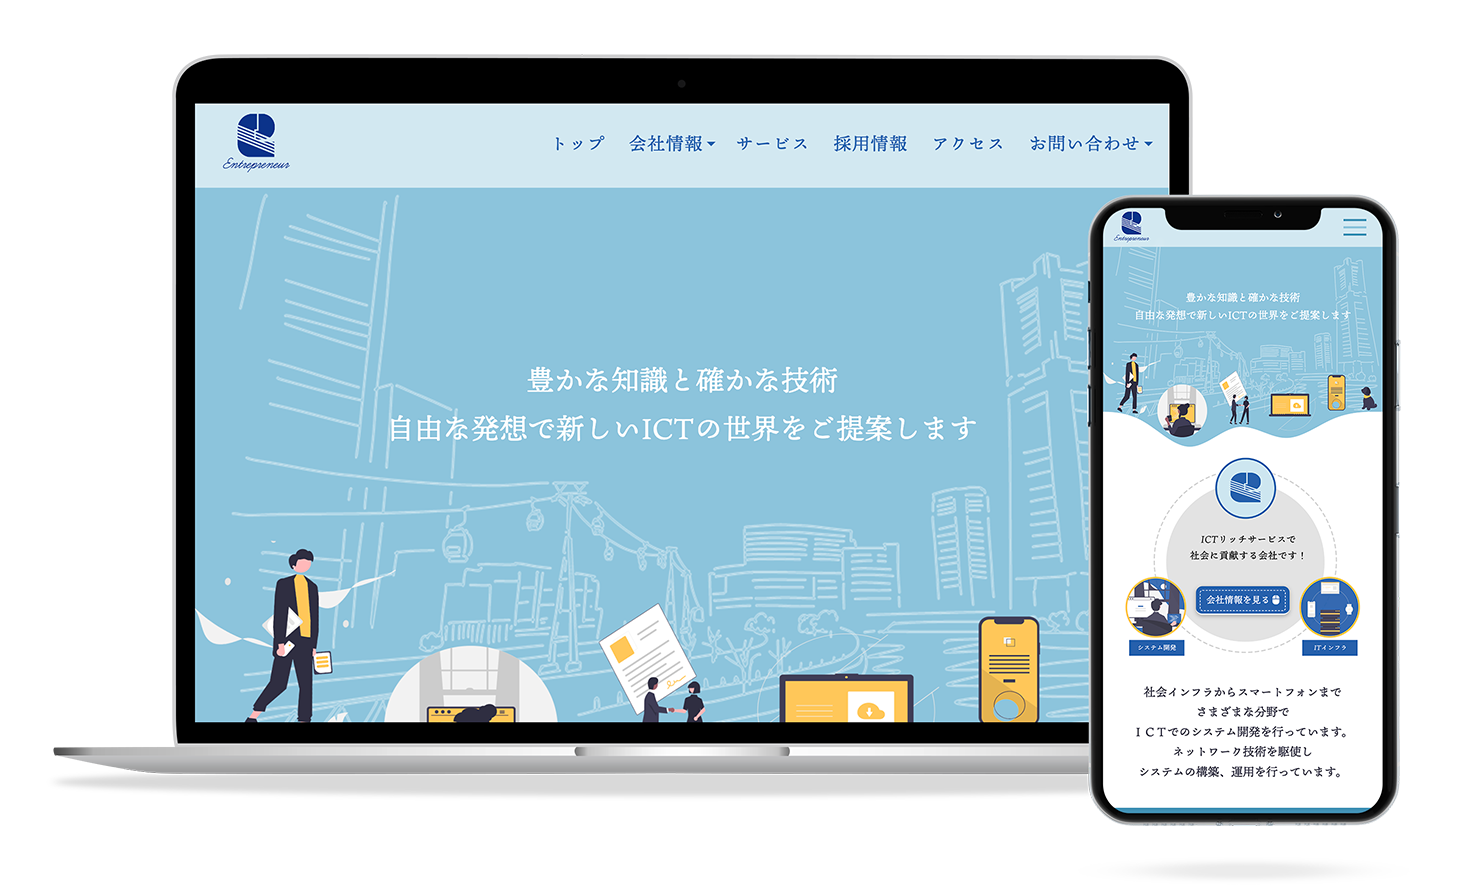 Entrepreneur
トップ 会社情報 サービス 採用情報 アクセス お問い合わせ
豊かな知識と確かな技術
自由な発想で新しいICTの世界をご提案します
Entrepreneur
豊かな知識と確かな技術
自由な発想で新しいICTの世界をご提案します
ICTリッチサービスで
社会に貢献する会社です！
会社情報を見る
システム開発
ITインフラ
社会インフラからスマートフォンまで
さまざまな分野で
ＩＣＴでのシステム開発を行っています。
ネットワーク技術を駆使し
システムの構築、運用を行っています。